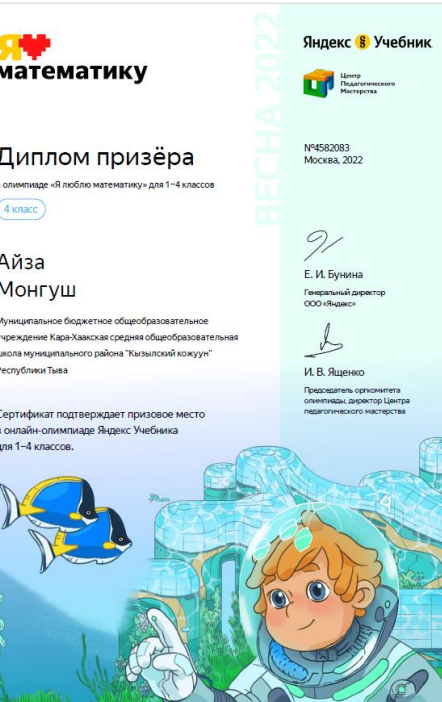 Я
математику
Диплом призёра
олимпиаде «Я люблю математику» для 1–4 классов
4 класс
Айза
Монгуш
Муниципальное бюджетное общеобразовательное
учреждение Кара-Хаакская средняя общеобразовательная
школа муниципального района "Кызылский кожуун"
Республики Тыва
Сертификат подтверждает призовое место
в онлайн-олимпиаде Яндекс Учебника
для 1–4 классов.
ВЕСНА 2022
Яндекс Учебник
Центр
Педагогического
Мастерства
№4582083
Москва, 2022
Е. И. Бунина
Генеральный директор
ООО «Яндекс»
И. В. Ященко
Председатель оргкомитета
олимпиады, директор Центра
педагогического мастерства